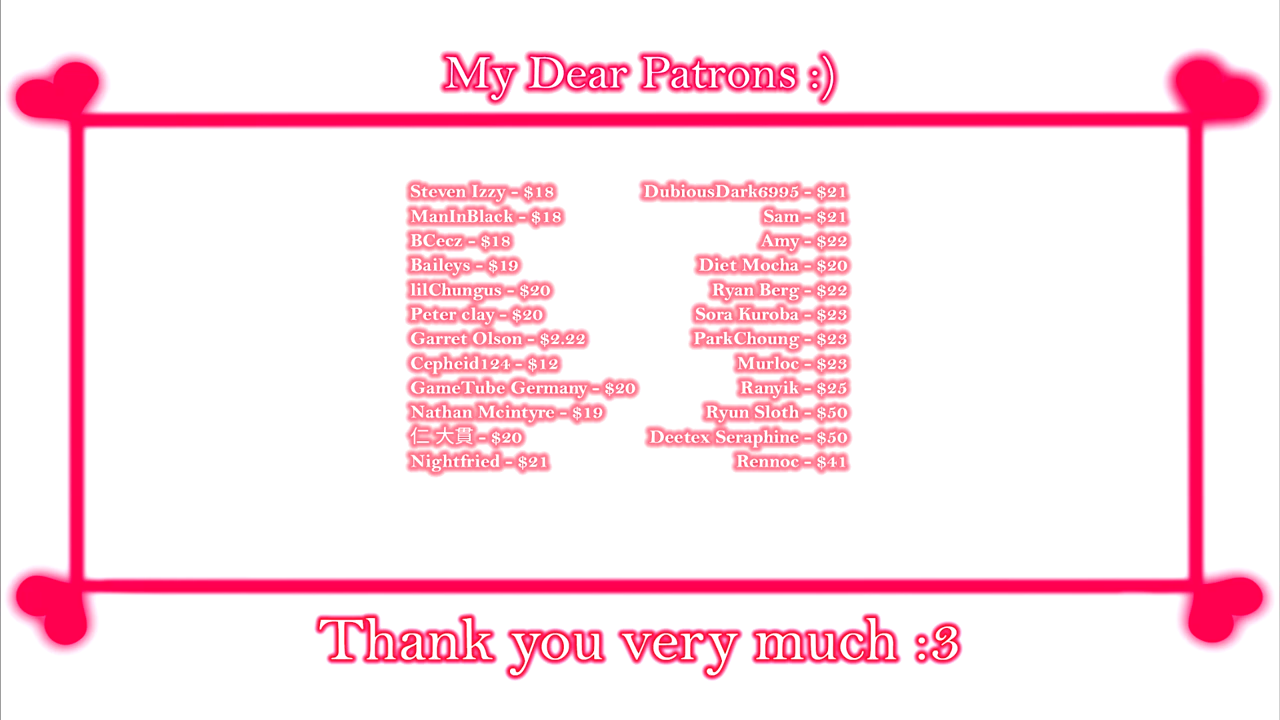 My Dear Patrons :)
Steven Izzy - $18
ManInBlack - $18
BCecz - $18
Baileys - $19
lilChungus - $20
Peter clay - $20
Garret Olson - $2.22
Cepheid124 - $12
GameTube Germany - $20
Nathan Mcintyre - $19
仁 大貫 - $20
Nightfried - $21
DubiousDark6995 - $21
Sam - $21
Amy - $22
Diet Mocha - $20
Ryan Berg - $22
Sora Kuroba - $23
ParkChoung - $23
Murloc - $23
Ranyik - $25
Ryun Sloth - $50
Deetex Seraphine - $50
Rennoc - $41
Thank you very much :3